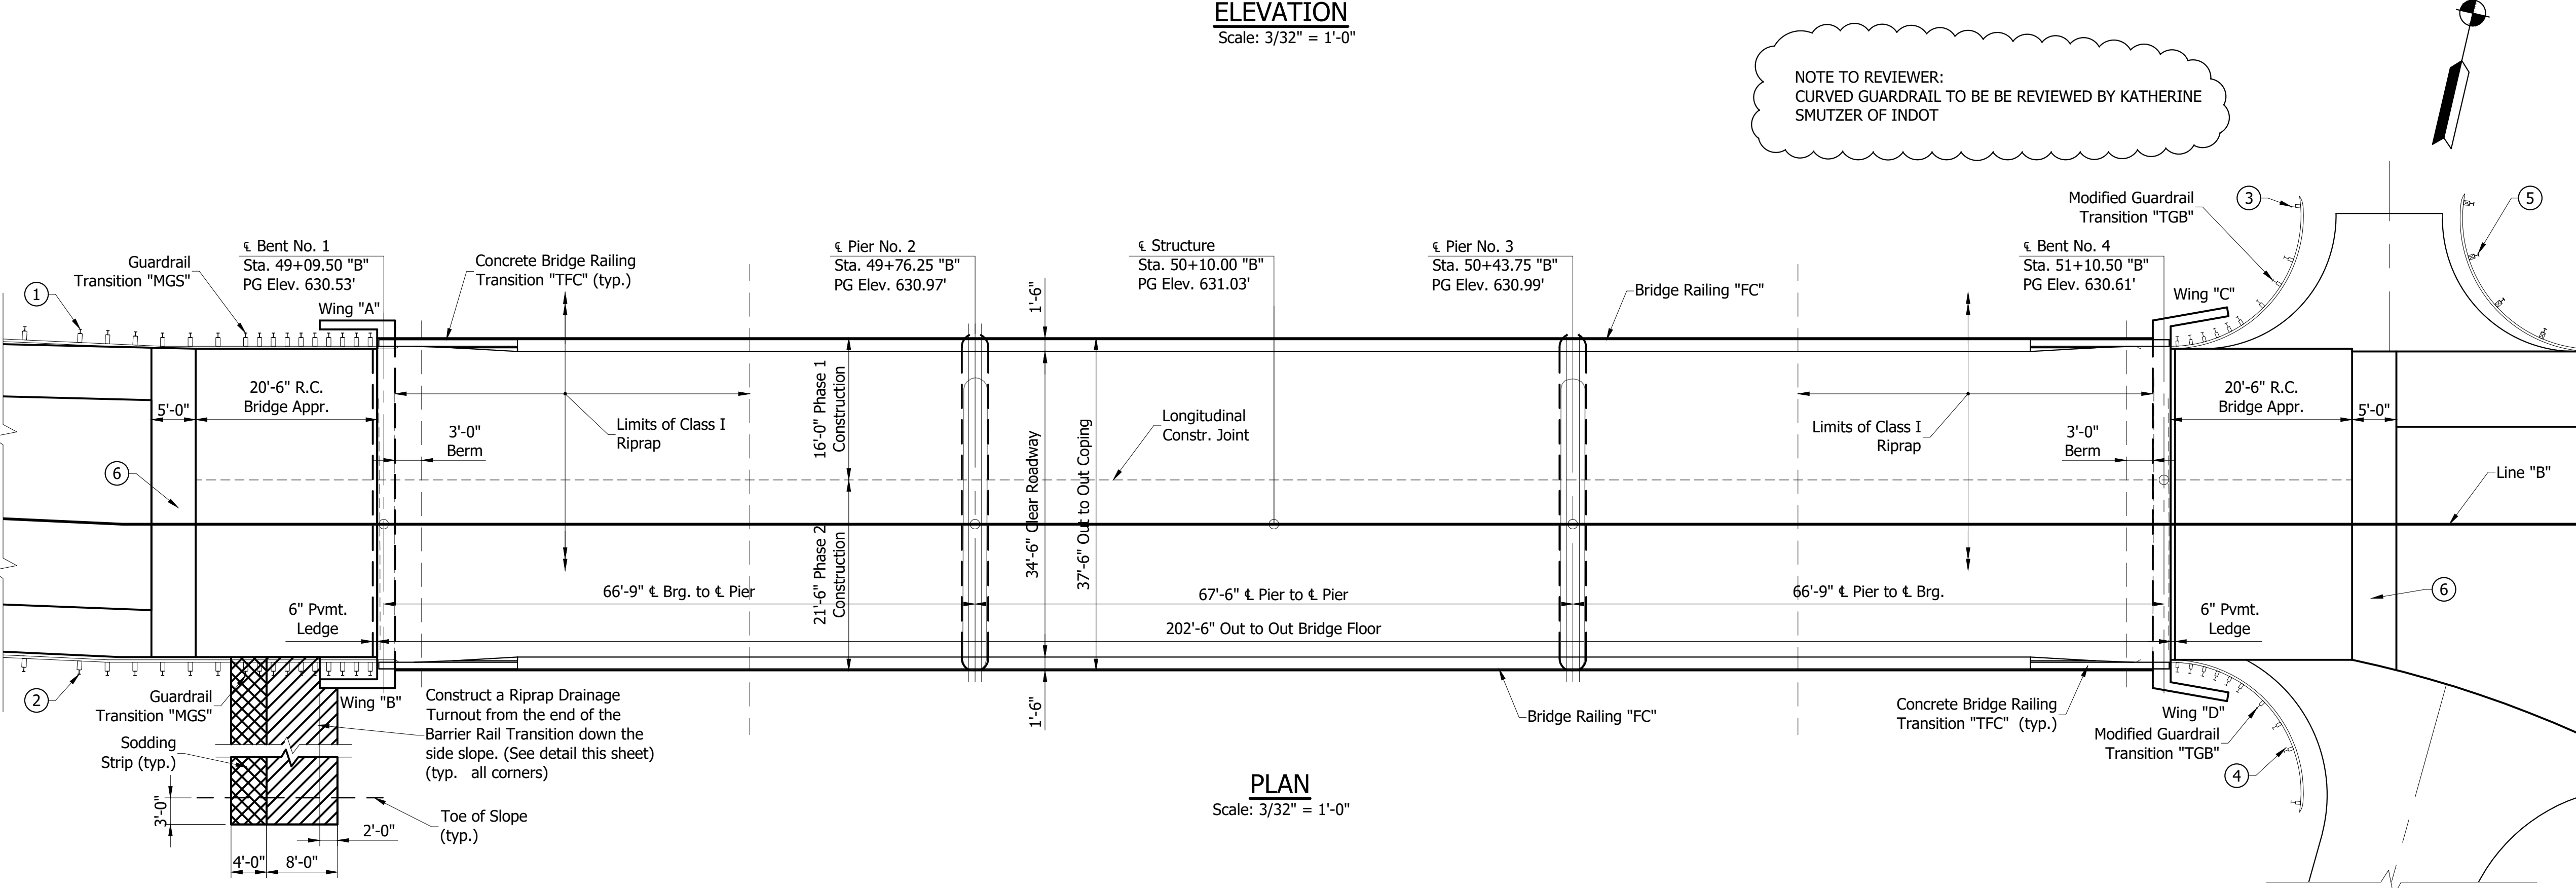 ELEVATION
Scale: 3/32" = 1'-0"
NOTE TO REVIEWER:
CURVED GUARDRAIL TO BE BE REVIEWED BY KATHERINE
SMUTZER OF INDOT
Guardrail
Transition "MGS"
1
℄ Bent No. 1
Sta. 49+09.50 "B"
PG Elev. 630.53'
Wing "A"
Concrete Bridge Railing
Transition "TFC" (typ.)
℄ Pier No. 2
Sta. 49+76.25 "B"
PG Elev. 630.97'
1'-6"
℄ Structure
Sta. 50+10.00 "B"
PG Elev. 631.03'
℄ Pier No. 3
Sta. 50+43.75 "B"
PG Elev. 630.99'
Bridge Railing "FC"
℄ Bent No. 4
Sta. 51+10.50 "B"
PG Elev. 630.61'
Modified Guardrail
Transition "TGB"
3
5
Wing "C"
5'-0"
20'-6" R.C.
Bridge Appr.
6
3'-0"
Berm
Limits of Class I
Riprap
16'-0" Phase 1
Construction
21'-6" Phase 2
Construction
34'-6" Clear Roadway
37'-6" Out to Out Coping
Longitudinal
Constr. Joint
Limits of Class I
Riprap
3'-0"
Berm
20'-6" R.C.
Bridge Appr.
5'-0"
Line "B"
6" Pvmt.
Ledge
66'-9" ℄ Brg. to ℄ Pier
67'-6" ℄ Pier to ℄ Pier
66'-9" ℄ Pier to ℄ Brg.
202'-6" Out to Out Bridge Floor
6" Pvmt.
Ledge
6
2
Guardrail
Transition "MGS"
Wing "B"
Sodding
Strip (typ.)
Construct a Riprap Drainage
Turnout from the end of the
Barrier Rail Transition down the
side slope. (See detail this sheet)
(typ. all corners)
1'-6"
Bridge Railing "FC"
Concrete Bridge Railing
Transition "TFC" (typ.)
Wing "D"
Modified Guardrail
Transition "TGB"
4
3'-0"
Toe of Slope
(typ.)
2'-0"
4'-0"
8'-0"
PLAN
Scale: 3/32" = 1'-0"